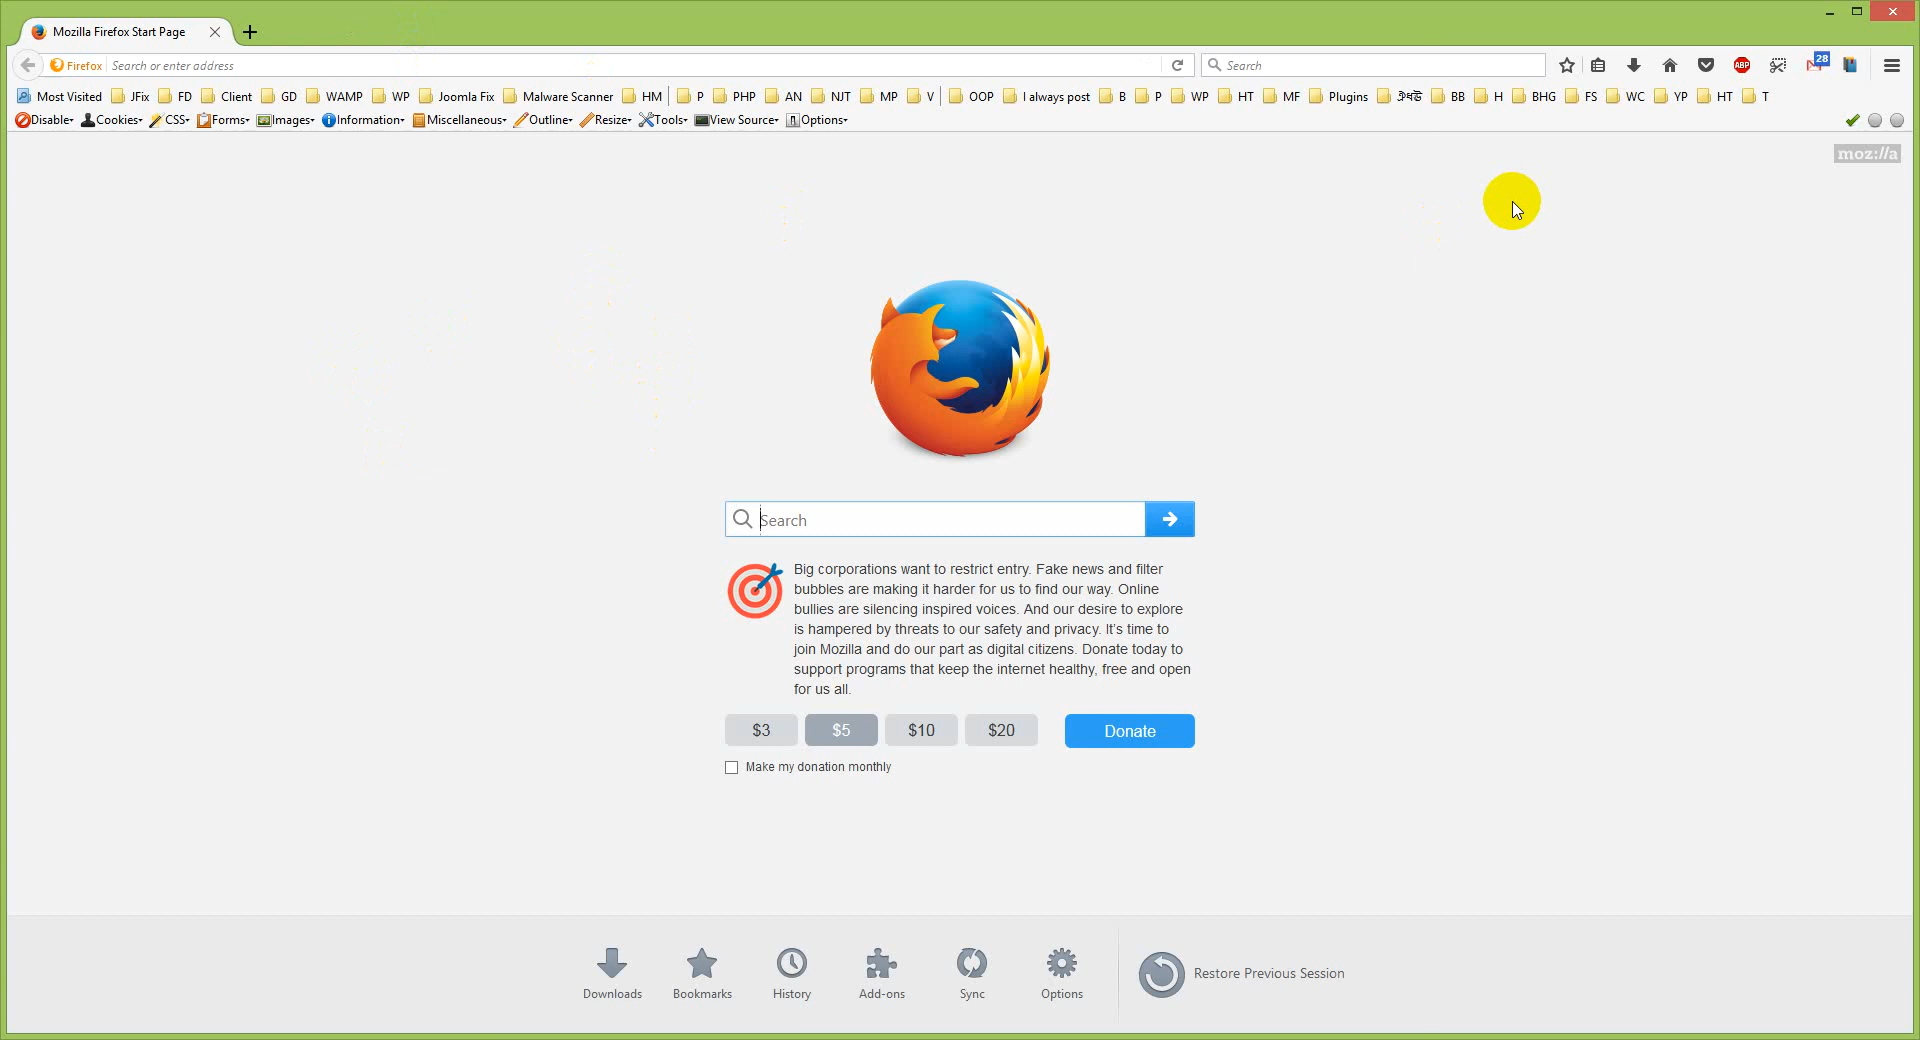 Mozilla Firefox Start Page
Firefox Search or enter address
Search
28
ABP
Most Visited JFix FD Client GD WAMP WP Joomla Fix Malware Scanner HM P PHP AN NJT MP V OOP I always post B P WP HT MF Plugins BB H BHG FS WC YP HT T
Disable Cookies CSS Forms Images Information Miscellaneous Outline Resize Tools View Source Options
moz://a
Search
Big corporations want to restrict entry. Fake news and filter
bubbles are making it harder for us to find our way. Online
bullies are silencing inspired voices. And our desire to explore
is hampered by threats to our safety and privacy. It's time to
join Mozilla and do our part as digital citizens. Donate today to
support programs that keep the internet healthy, free and open
for us all.
$3 $5 $10 $20 Donate
Make my donation monthly
Downloads Bookmarks History Add-ons Sync Options Restore Previous Session